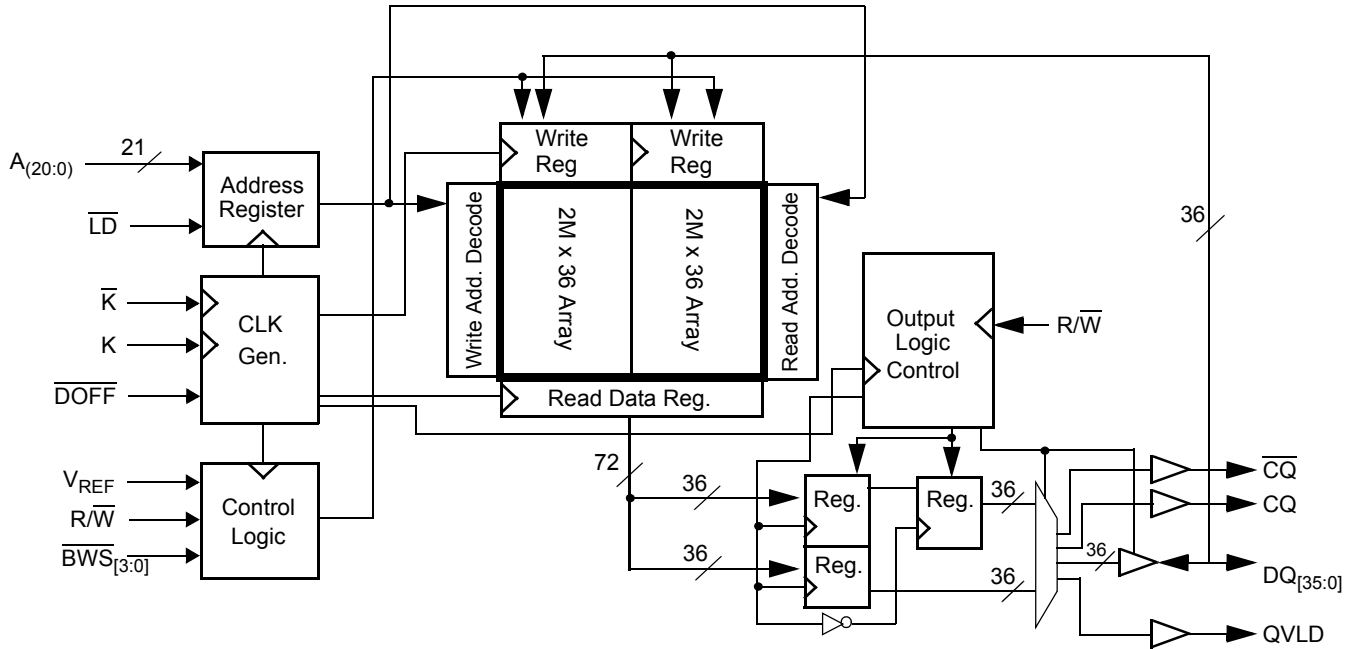 A(20:0)
21
LD
K
K
DOFF
VREF
R/W
BWS[3:0]
Address
Register
CLK
Gen.
Control
Logic
Write
Reg
Write
Reg
Write Add. Decode
2M x 36 Array
2M x 36 Array
Read Add. Decode
Read Data Reg.
72
36
36
Output
Logic
Control
R/W
36
Reg.
Reg.
Reg.
36
36
36
CQ
CQ
DQ[35:0]
QVLD